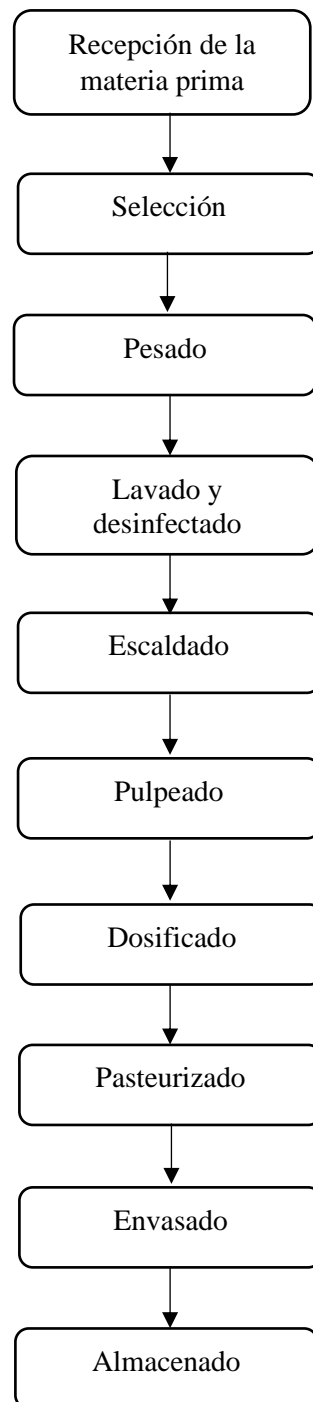 Recepción de la
materia prima
Selección
Pesado
Lavado y
desinfectado
Escaldado
Pulpeado
Dosificado
Pasteurizado
Envasado
Almacenado